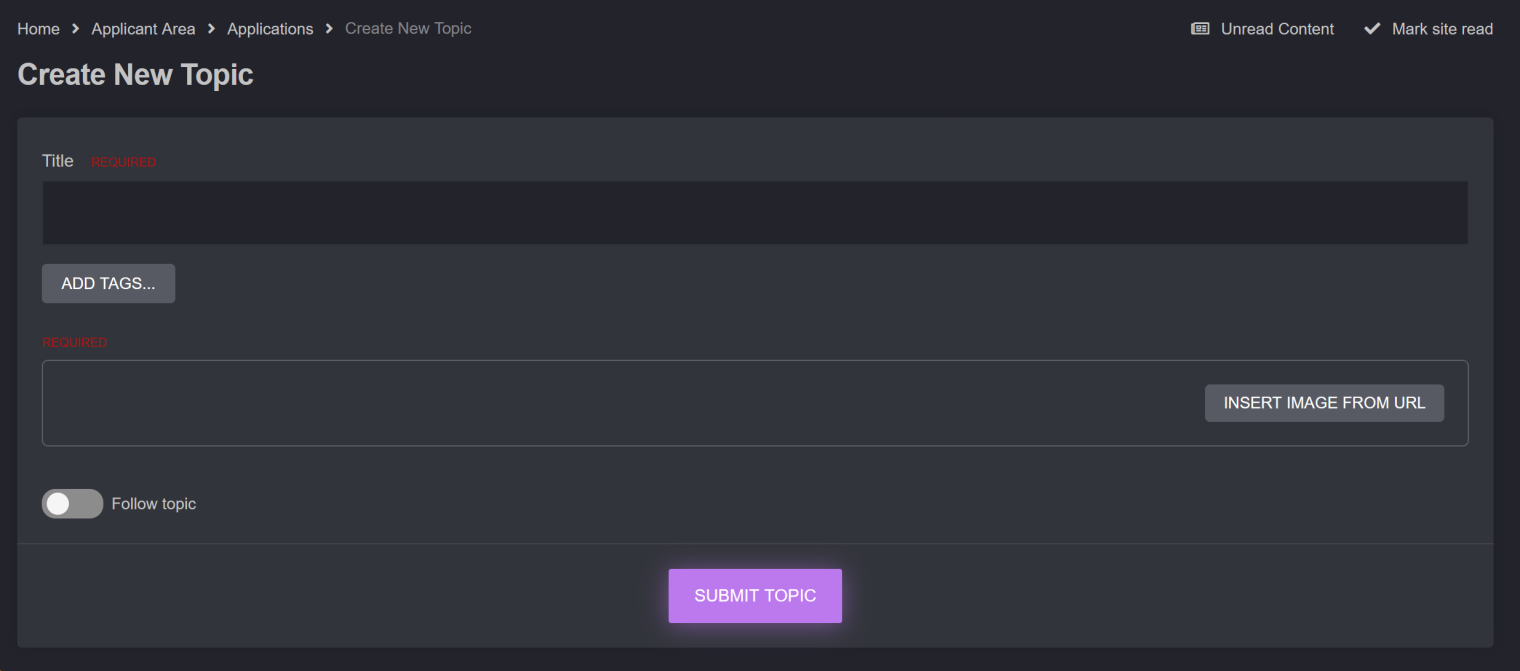 Home > Applicant Area > Applications > Create New Topic
Unread Content
Mark site read
Create New Topic
Title REQUIRED
ADD TAGS...
REQUIRED
INSERT IMAGE FROM URL
Follow topic
SUBMIT TOPIC